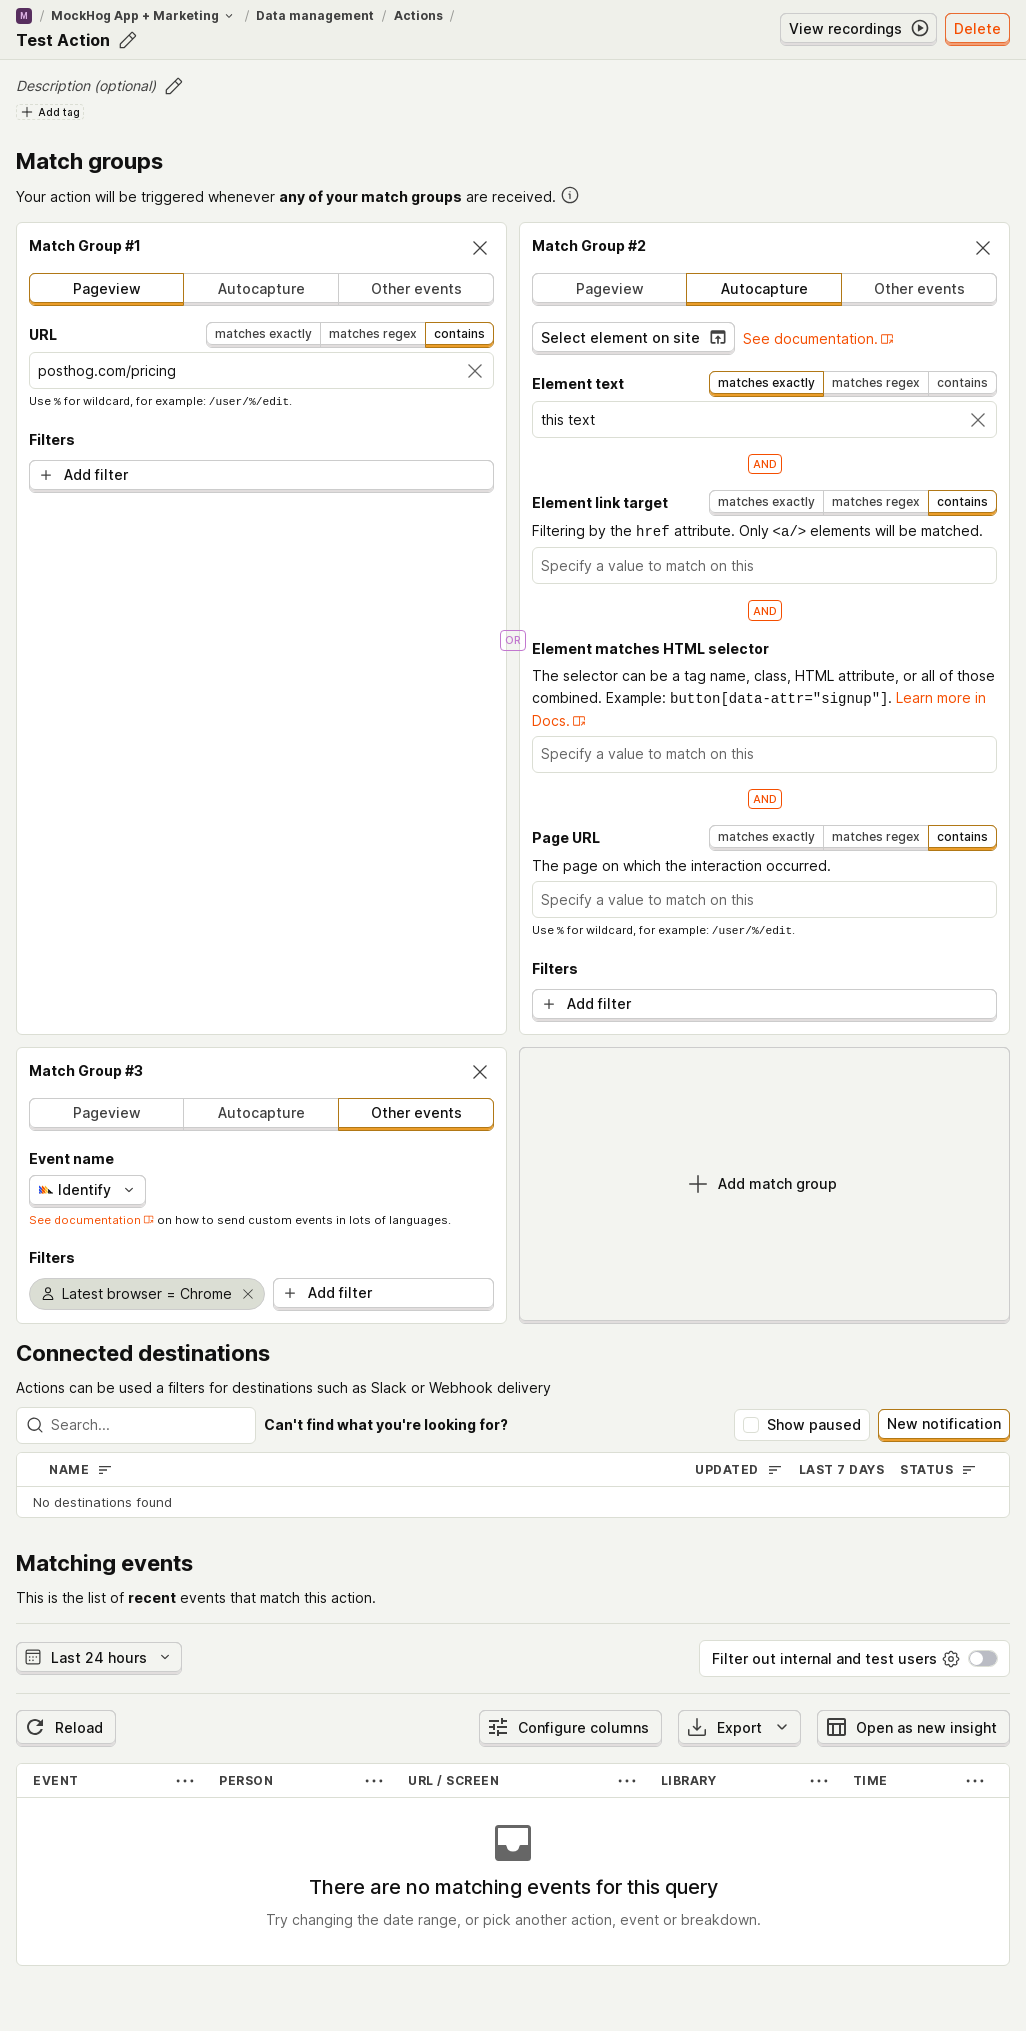 M / MockHog App + Marketing / Data management / Actions /
Test Action
View recordings
Delete
Description (optional)
Add tag
Match groups
Your action will be triggered whenever any of your match groups are received.
Match Group #1
Pageview Autocapture Other events
URL matches exactly matches regex contains
posthog.com/pricing
Use % for wildcard, for example: /user/%/edit.
Filters
Add filter
OR
Match Group #2
Pageview Autocapture Other events
Select element on site See documentation.
Element text matches exactly matches regex contains
this text
AND
Element link target matches exactly matches regex contains
Filtering by the href attribute. Only <a/> elements will be matched.
Specify a value to match on this
AND
Element matches HTML selector
The selector can be a tag name, class, HTML attribute, or all of those
combined. Example: button[data-attr="signup"]. Learn more in
Docs.
Specify a value to match on this
AND
Page URL matches exactly matches regex contains
The page on which the interaction occurred.
Specify a value to match on this
Use % for wildcard, for example: /user/%/edit.
Filters
Add filter
Match Group #3
Pageview Autocapture Other events
Event name
Identify
See documentation on how to send custom events in lots of languages.
Filters
Latest browser = Chrome Add filter
Add match group
Connected destinations
Actions can be used a filters for destinations such as Slack or Webhook delivery
Search... Can't find what you're looking for? Show paused New notification
NAME UPDATED LAST 7 DAYS STATUS
No destinations found
Matching events
This is the list of recent events that match this action.
Last 24 hours Filter out internal and test users
Reload Configure columns Export Open as new insight
EVENT PERSON URL / SCREEN LIBRARY TIME
There are no matching events for this query
Try changing the date range, or pick another action, event or breakdown.